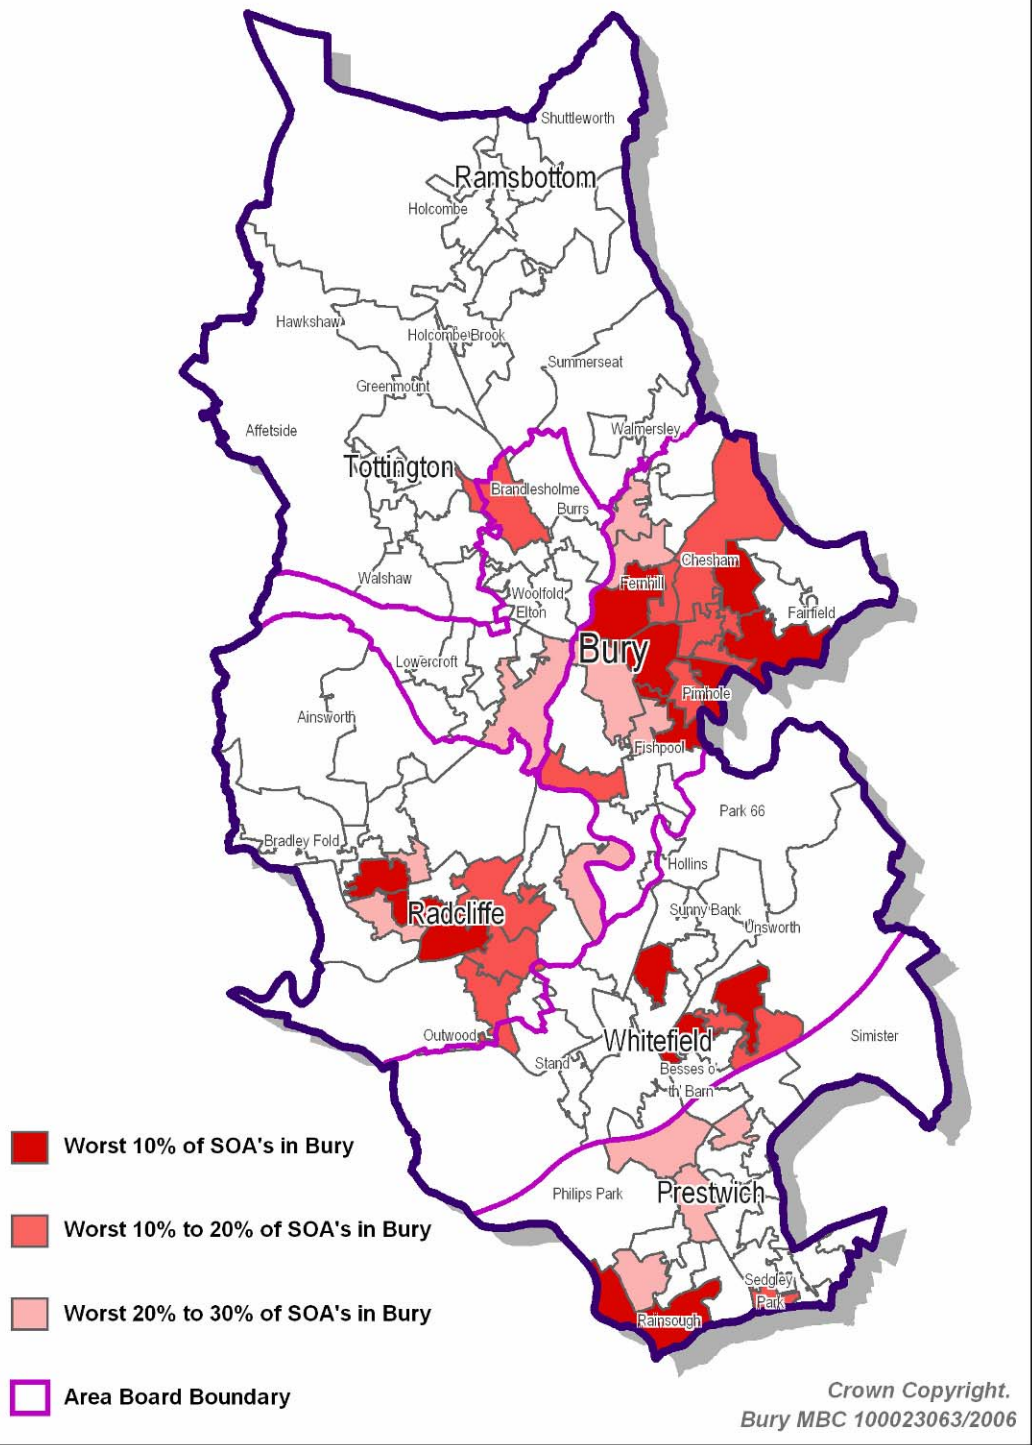 Shuttleworth
Ramsbottom
Holcombe
Hawkshaw
Holcombe Brook
Summerseat
Greenmount
Affetside
Walmersley
Tottington
Brandlesholme
Burrs
Chesham
Walshaw
Fernhill
Woolfold
Elton
Fairfield
Bury
Lowercroft
Pimhole
Ainsworth
Fishpool
Park 66
Bradley Fold
Hollins
Radcliffe
Sunny Bank
Unsworth
Outwood
Whitefield
Simister
Stand
Besses o'
th' Barn
Worst 10% of SOA's in Bury
Philips Park
Prestwich
Worst 10% to 20% of SOA's in Bury
Sedgley
Park
Worst 20% to 30% of SOA's in Bury
Rainsough
Area Board Boundary
Crown Copyright.
Bury MBC 100023063/2006